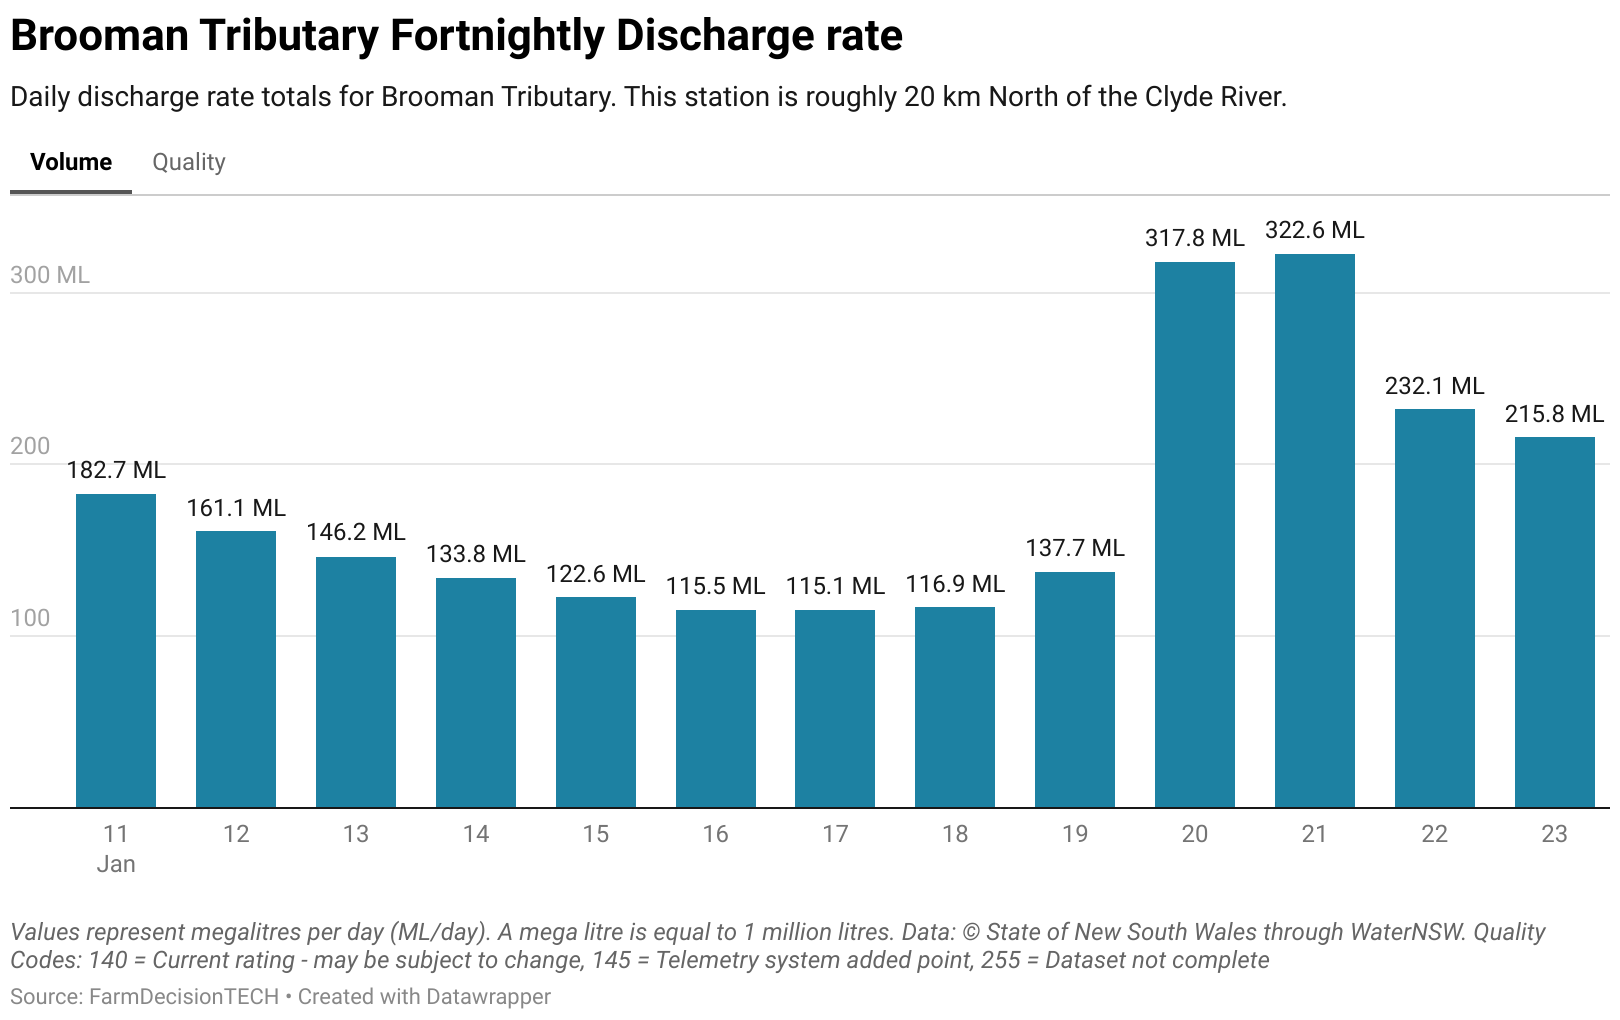 Brooman Tributary Fortnightly Discharge rate
Daily discharge rate totals for Brooman Tributary. This station is roughly 20 km North of the Clyde River.
Volume Quality
300 ML
200
100
182.7 ML
161.1 ML
146.2 ML
133.8 ML
122.6 ML
115.5 ML
115.1 ML
116.9 ML
137.7 ML
317.8 ML
322.6 ML
232.1 ML
215.8 ML
11 12 13 14 15 16 17 18 19 20 21 22 23
Jan
Values represent megalitres per day (ML/day). A mega litre is equal to 1 million litres. Data: © State of New South Wales through WaterNSW. Quality
Codes: 140 = Current rating - may be subject to change, 145 = Telemetry system added point, 255 = Dataset not complete
Source: FarmDecisionTECH • Created with Datawrapper